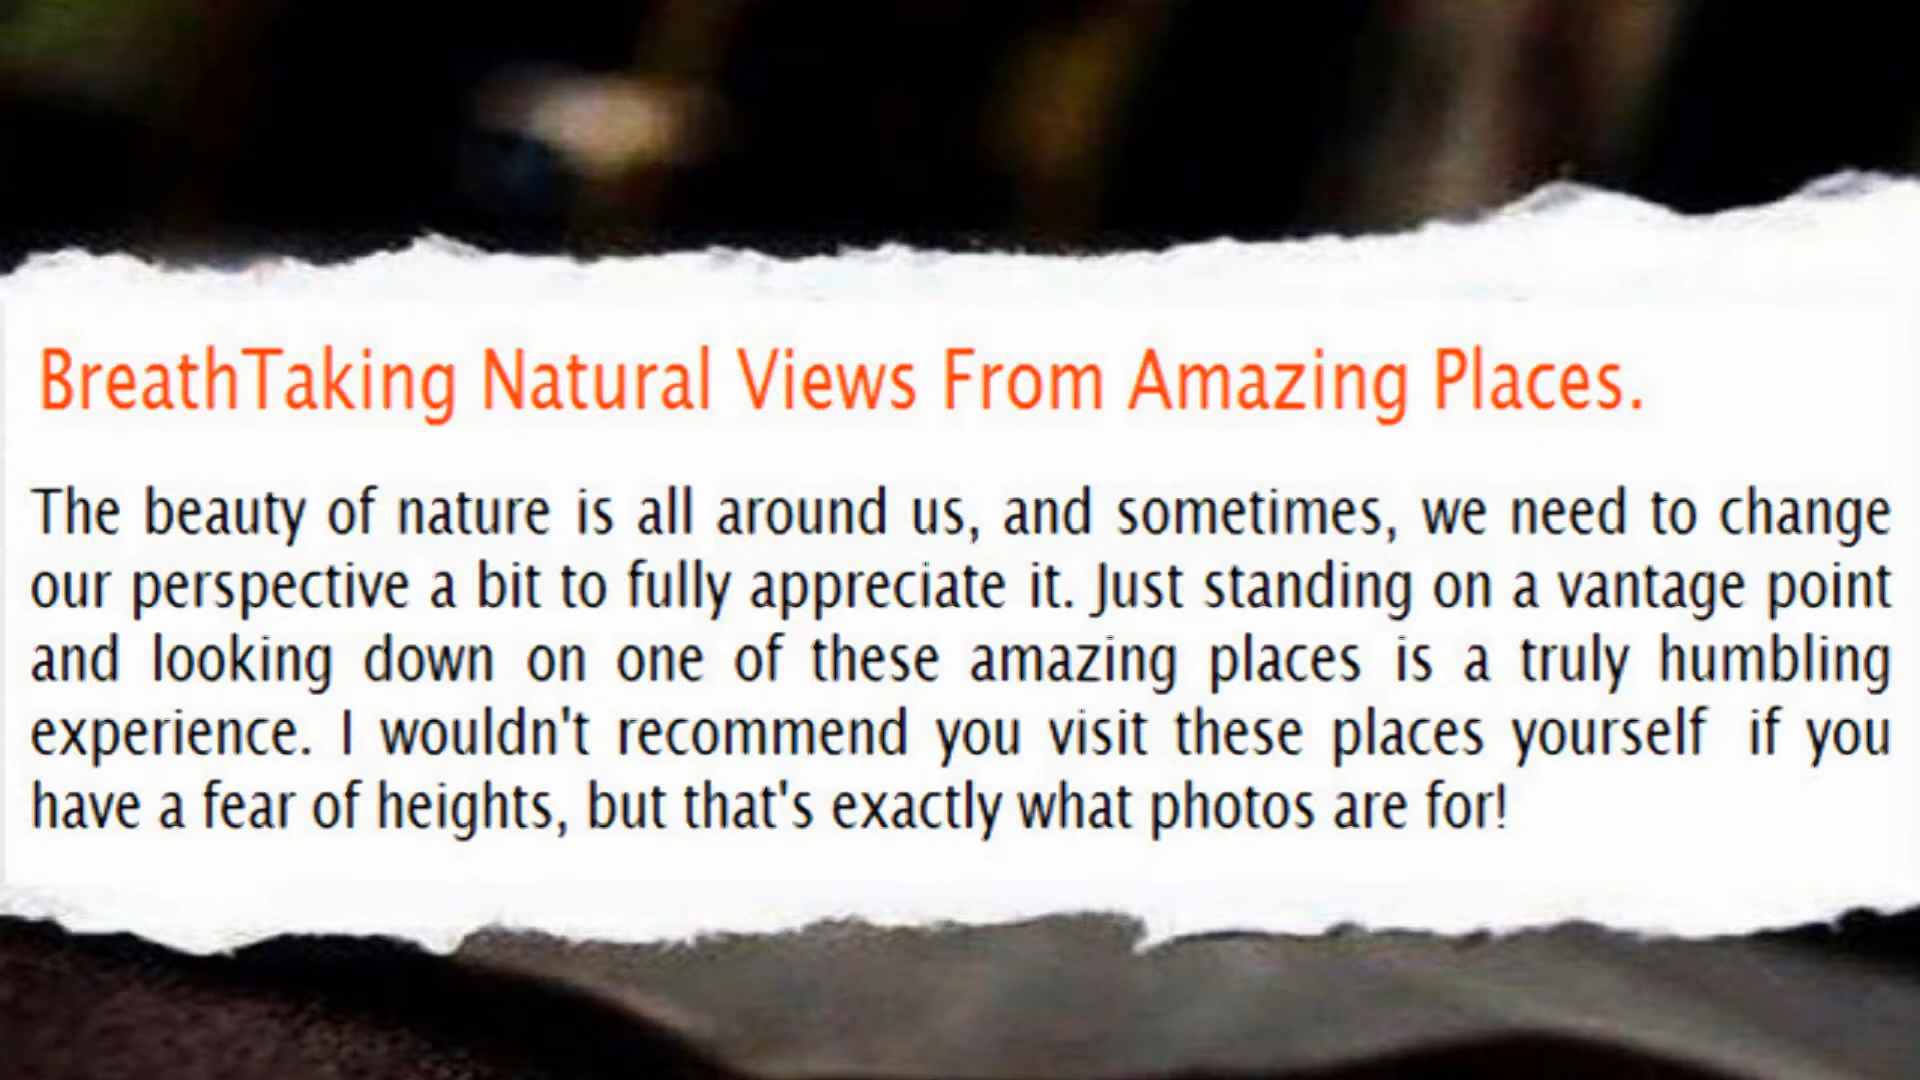 BreathTaking Natural Views From Amazing Places.
The beauty of nature is all around us, and sometimes, we need to change
our perspective a bit to fully appreciate it. Just standing on a vantage point
and looking down on one of these amazing places is a truly humbling
experience. I wouldn't recommend you visit these places yourself if you
have a fear of heights, but that's exactly what photos are for!